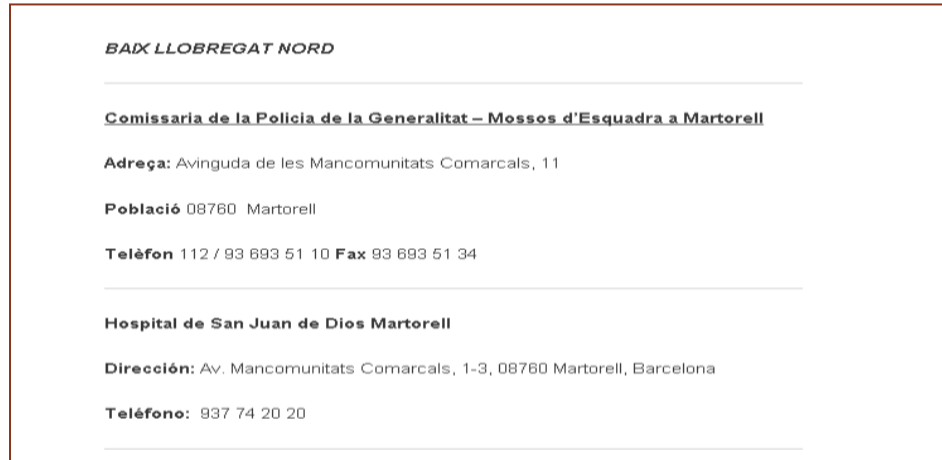 BAIX LLOBREGAT NORD
Comissaria de la Policia de la Generalitat – Mossos d'Esquadra a Martorell
Adreça: Avinguda de les Mancomunitats Comarcals, 11
Població 08760 Martorell
Telèfon 112 / 93 693 51 10 Fax 93 693 51 34
Hospital de San Juan de Dios Martorell
Dirección: Av. Mancomunitats Comarcals, 1-3, 08760 Martorell, Barcelona
Teléfono: 937 74 20 20